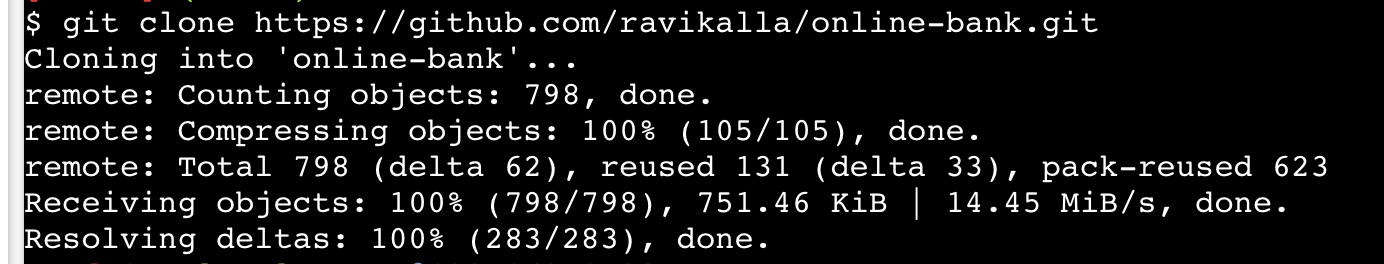 $ git clone https://github.com/ravikalla/online-bank.git
Cloning into 'online-bank'...
remote: Counting objects: 798, done.
remote: Compressing objects: 100% (105/105), done.
remote: Total 798 (delta 62), reused 131 (delta 33), pack-reused 623
Receiving objects: 100% (798/798), 751.46 KiB | 14.45 MiB/s, done.
Resolving deltas: 100% (283/283), done.